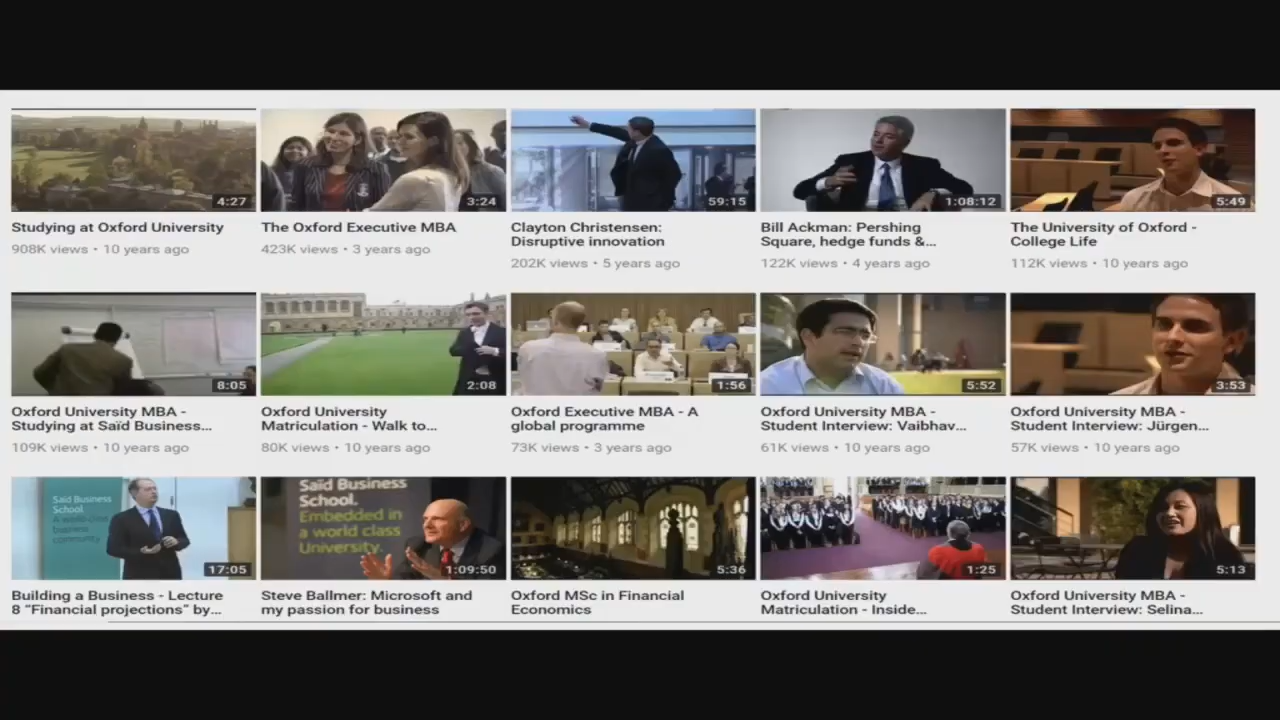 4:27
3:24
59:15
1:08:12
5:49
Studying at Oxford University
908K views • 10 years ago
The Oxford Executive MBA
423K views • 3 years ago
Clayton Christensen:
Disruptive innovation
202K views • 5 years ago
Bill Ackman: Pershing
Square, hedge funds &...
122K views • 4 years ago
The University of Oxford -
College Life
112K views • 10 years ago
8:05
2:08
1:56
5:52
3:53
Oxford University MBA -
Studying at Saïd Business...
109K views • 10 years ago
Oxford University
Matriculation - Walk to...
80K views • 10 years ago
Oxford Executive MBA - A
global programme
73K views • 3 years ago
Oxford University MBA -
Student Interview: Vaibhav...
61K views • 10 years ago
Oxford University MBA -
Student Interview: Jürgen...
57K views • 10 years ago
Saïd Business
School
A world-class
business
community
17:05
Saïd Business
School.
Embedded in
a world class
University.
1:09:50
5:36
1:25
5:13
Building a Business - Lecture
8 "Financial projections" by...
Steve Ballmer: Microsoft and
my passion for business
Oxford MSc in Financial
Economics
Oxford University
Matriculation - Inside...
Oxford University MBA -
Student Interview: Selina...